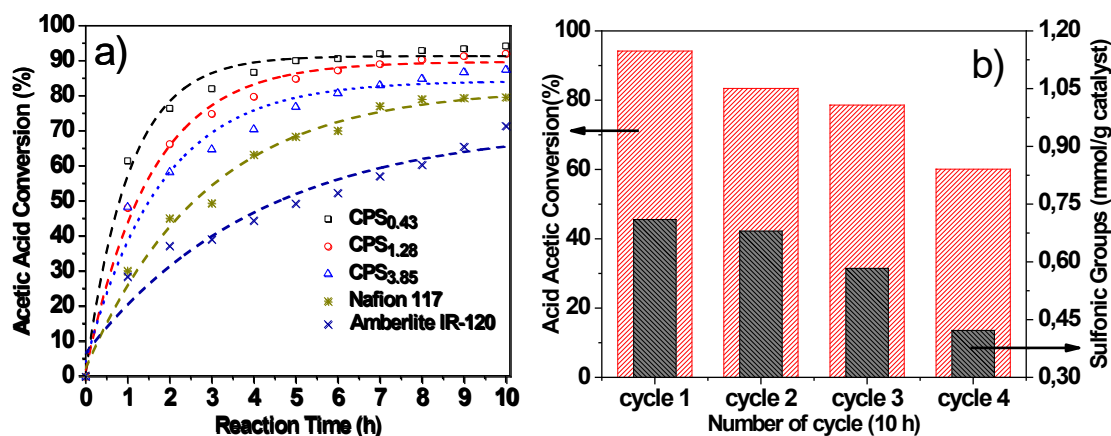 a)
Acetic Acid Conversion (%)
100
90
80
70
60
50
40
30
20
10
0
0 1 2 3 4 5 6 7 8 9 10
Reaction Time (h)
CPS0.43
CPS1.28
CPS3.85
Nafion 117
Amberlite IR-120
b)
Acid Acetic Conversion(%)
100
80
60
40
20
0
cycle 1 cycle 2 cycle 3 cycle 4
Number of cycle (10 h)
1,20
1,05
0,90
0,75
0,60
0,45
0,30
Sulfonic Groups (mmol/g catalyst)